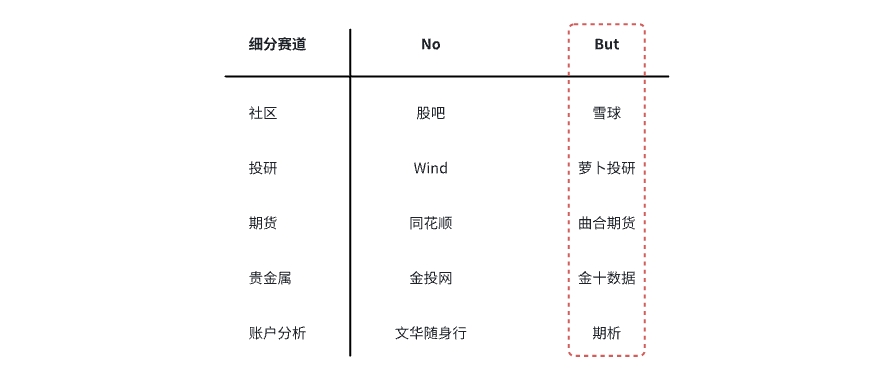 细分赛道 No But
社区 股吧 雪球
投研 Wind 萝卜投研
期货 同花顺 曲合期货
贵金属 金投网 金十数据
账户分析 文华随身行 期析